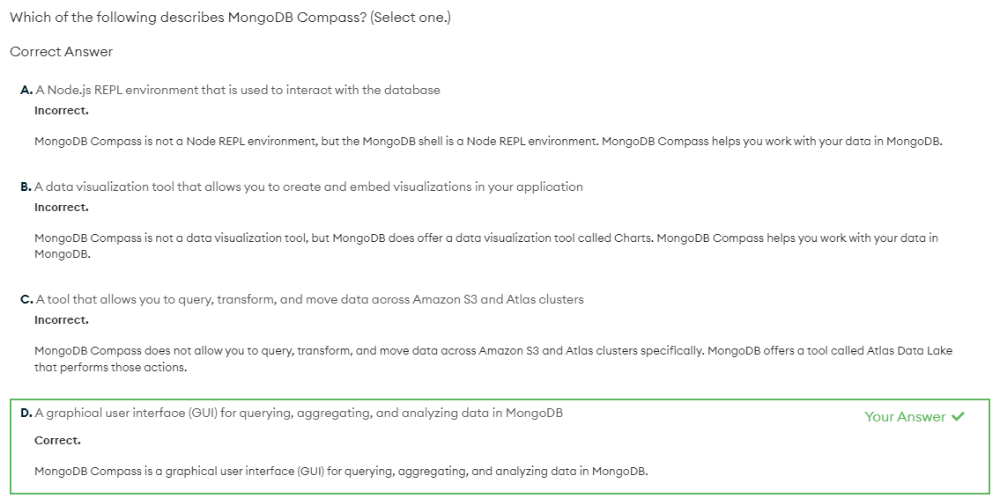 Which of the following describes MongoDB Compass? (Select one.)
Correct Answer
A. A Node.js REPL environment that is used to interact with the database
Incorrect.
MongoDB Compass is not a Node REPL environment, but the MongoDB shell is a Node REPL environment. MongoDB Compass helps you work with your data in MongoDB.
B. A data visualization tool that allows you to create and embed visualizations in your application
Incorrect.
MongoDB Compass is not a data visualization tool, but MongoDB does offer a data visualization tool called Charts. MongoDB Compass helps you work with your data in
MongoDB.
C. A tool that allows you to query, transform, and move data across Amazon S3 and Atlas clusters
Incorrect.
MongoDB Compass does not allow you to query, transform, and move data across Amazon S3 and Atlas clusters specifically. MongoDB offers a tool called Atlas Data Lake
that performs those actions.
D. A graphical user interface (GUI) for querying, aggregating, and analyzing data in MongoDB
Your Answer ✓
Correct.
MongoDB Compass is a graphical user interface (GUI) for querying, aggregating, and analyzing data in MongoDB.